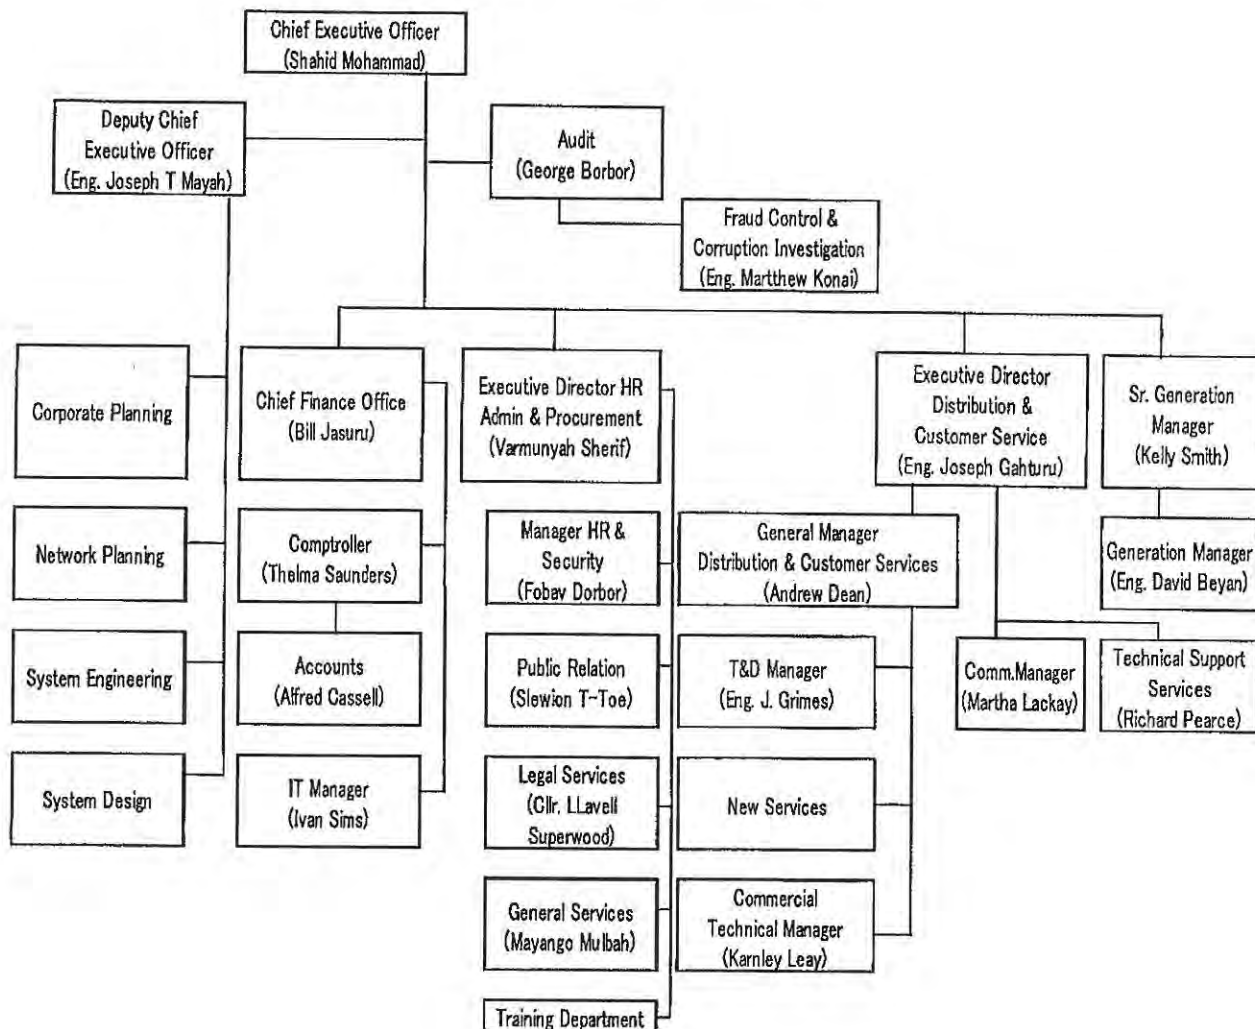 Chief Executive Officer
(Shahid Mohammad)
Deputy Chief
Executive Officer
(Eng. Joseph T Mayah)
Audit
(George Borbor)
Fraud Control &
Corruption Investigation
(Eng. Martthew Konai)
Corporate Planning
Network Planning
System Engineering
System Design
Chief Finance Office
(Bill Jasuru)
Comptroller
(Thelma Saunders)
Accounts
(Alfred Cassell)
IT Manager
(Ivan Sims)
Executive Director HR
Admin & Procurement
(Varmunyah Sherif)
Manager HR &
Security
(Fobay Dorbor)
Public Relation
(Slewion T-Toe)
Legal Services
(Cllr. LLavell
Superwood)
General Services
(Mayango Mulbah)
Training Department
Executive Director
Distribution &
Customer Service
(Eng. Joseph Gahturu)
General Manager
Distribution & Customer Services
(Andrew Dean)
T&D Manager
(Eng. J. Grimes)
New Services
Commercial
Technical Manager
(Karnley Leay)
Comm.Manager
(Martha Lackay)
Technical Support
Services
(Richard Pearce)
Sr. Generation
Manager
(Kelly Smith)
Generation Manager
(Eng. David Beyan)